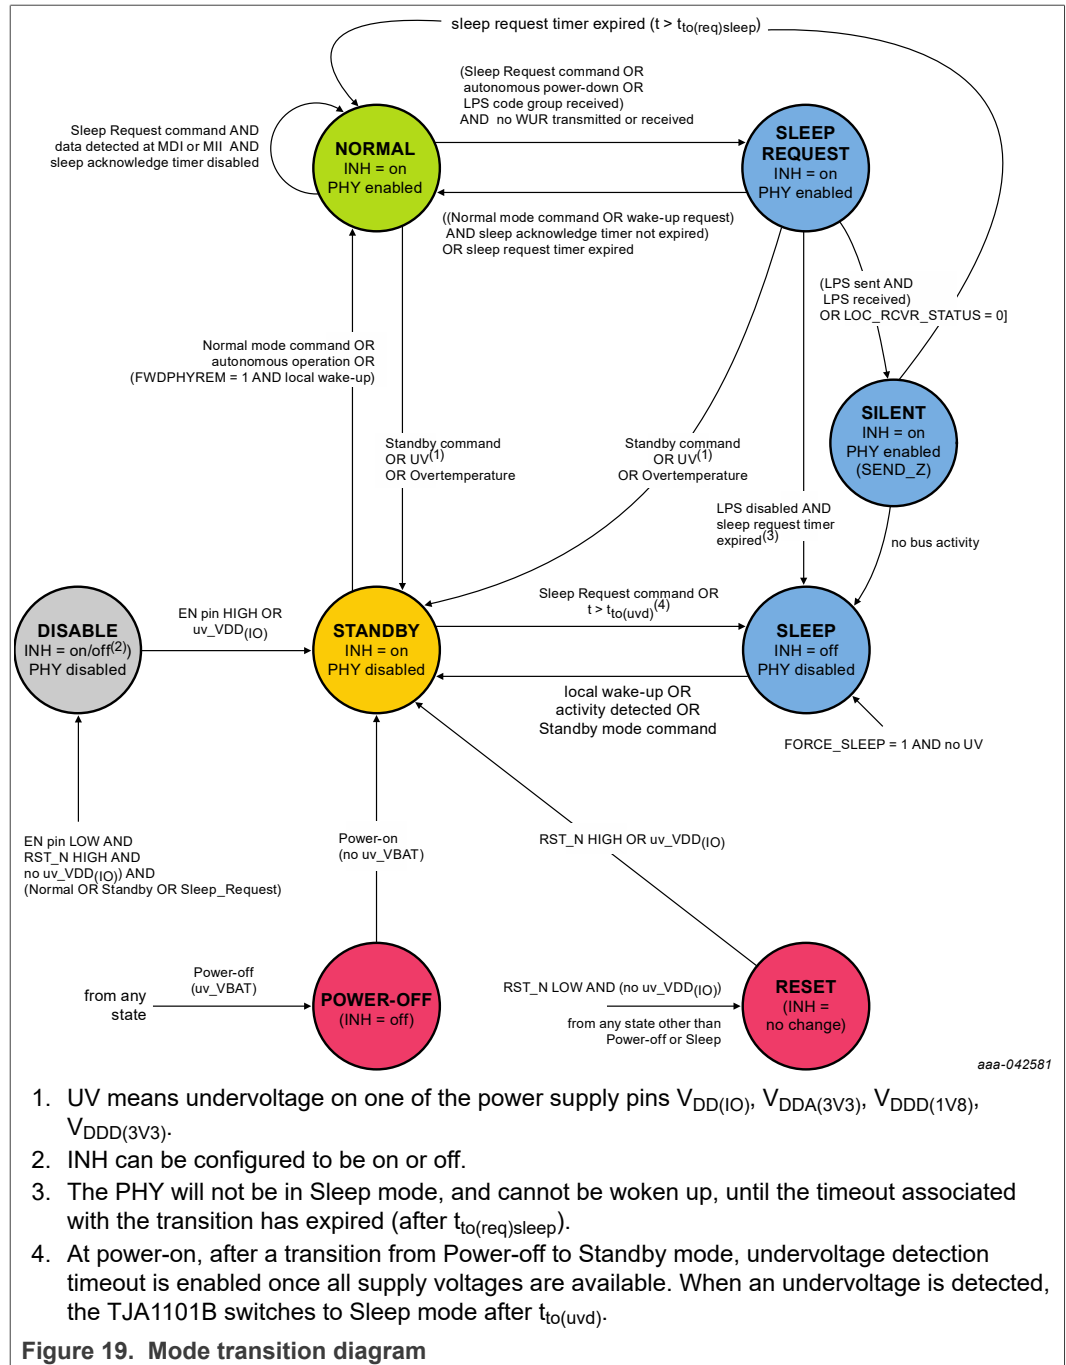 sleep request timer expired (t > tto(req)sleep)
(Sleep Request command OR
autonomous power-down OR
LPS code group received)
AND no WUR transmitted or received
Sleep Request command AND
data detected at MDI or MII AND
sleep acknowledge timer disabled
NORMAL
INH = on
PHY enabled
SLEEP
REQUEST
INH = on
PHY enabled
((Normal mode command OR wake-up request)
AND sleep acknowledge timer not expired)
OR sleep request timer expired
(LPS sent AND
LPS received)
OR LOC_RCVR_STATUS = 0]
Normal mode command OR
autonomous operation OR
(FWDPHYREM = 1 AND local wake-up)
SILENT
INH = on
PHY enabled
(SEND_Z)
Standby command
OR UV(1)
OR Overtemperature
Standby command
OR UV(1)
OR Overtemperature
LPS disabled AND
sleep request timer
expired(3)
no bus activity
EN pin HIGH OR
uv_VDD(IO)
Sleep Request command OR
t > tto(uvd)(4)
DISABLE
INH = on/off(2))
PHY disabled
STANDBY
INH = on
PHY disabled
SLEEP
INH = off
PHY disabled
local wake-up OR
activity detected OR
Standby mode command
FORCE_SLEEP = 1 AND no UV
EN pin LOW AND
RST_N HIGH AND
no uv_VDD(IO)) AND
(Normal OR Standby OR Sleep_Request)
Power-on
(no uv_VBAT)
RST_N HIGH OR uv_VDD(IO)
from any
state
Power-off
(uv_VBAT)
POWER-OFF
(INH = off)
RST_N LOW AND (no uv_VDD(IO))
from any state other than
Power-off or Sleep
RESET
(INH =
no change)
aaa-042581
1. UV means undervoltage on one of the power supply pins VDD(IO), VDDA(3V3), VDDD(1V8),
VDDD(3V3).
2. INH can be configured to be on or off.
3. The PHY will not be in Sleep mode, and cannot be woken up, until the timeout associated
with the transition has expired (after tto(req)sleep).
4. At power-on, after a transition from Power-off to Standby mode, undervoltage detection
timeout is enabled once all supply voltages are available. When an undervoltage is detected,
the TJA1101B switches to Sleep mode after tto(uvd).
Figure 19. Mode transition diagram